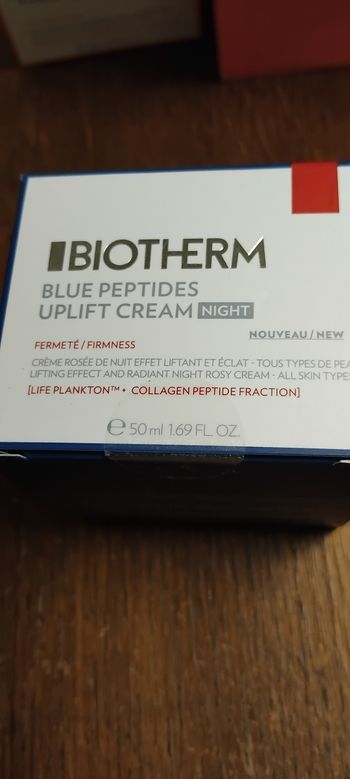 BIOTHERM
BLUE PEPTIDES
UPLIFT CREAM NIGHT
NOUVEAU / NEW
FERMETÉ / FIRMNESS
CRÈME ROSÉE DE NUIT EFFET LIFTANT ET ÉCLAT - TOUS TYPES DE PEA
LIFTING EFFECT AND RADIANT NIGHT ROSY CREAM - ALL SKIN TYPES
[LIFE PLANKTON™ + COLLAGEN PEPTIDE FRACTION]
℮ 50 ml 1.69 FL. OZ.